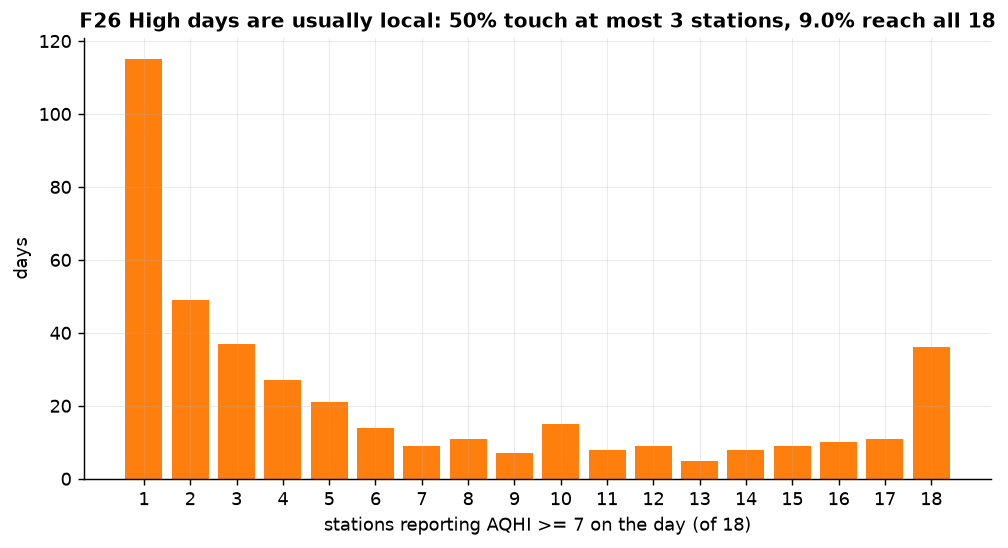 F26 High days are usually local: 50% touch at most 3 stations, 9.0% reach all 18
120
100
80
60
40
20
0
days
1 2 3 4 5 6 7 8 9 10 11 12 13 14 15 16 17 18
stations reporting AQHI >= 7 on the day (of 18)